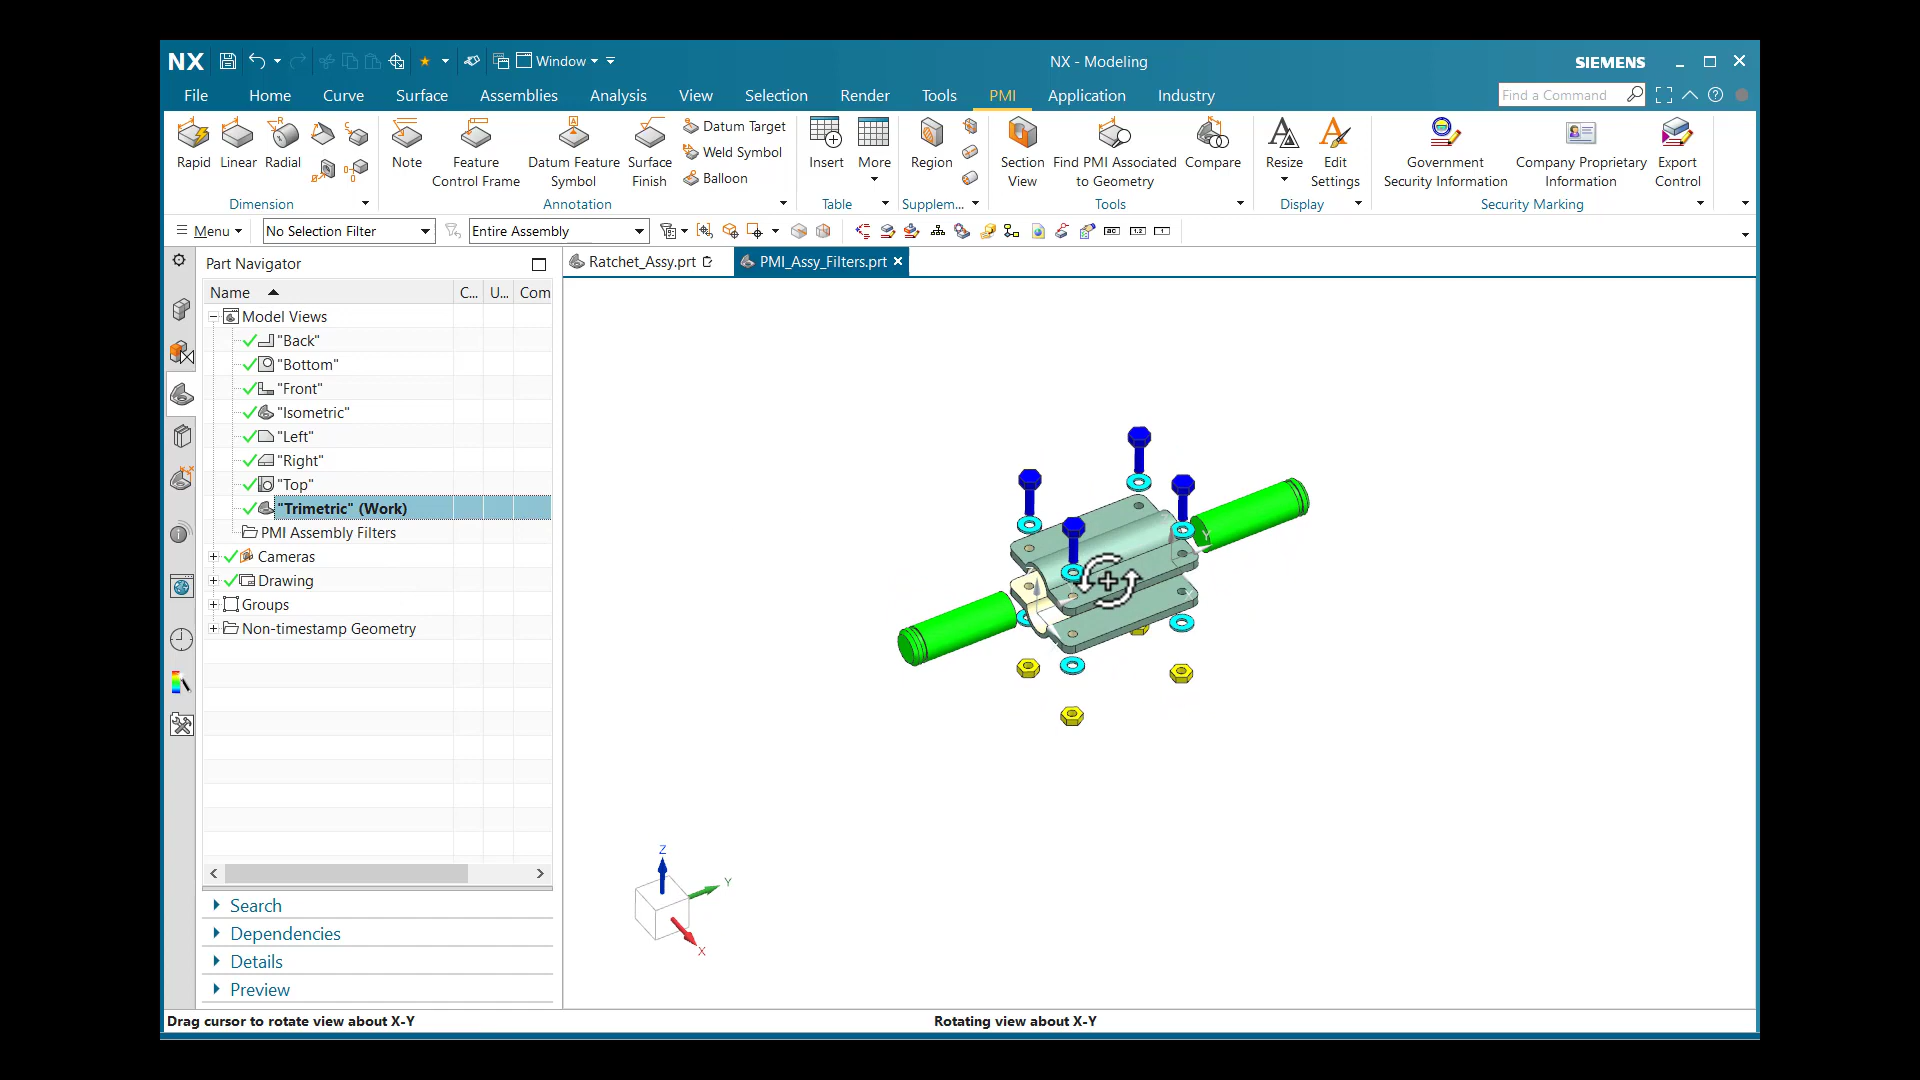 NX Window NX - Modeling SIEMENS
File Home Curve Surface Assemblies Analysis View Selection Render Tools PMI Application Industry Find a Command
Rapid Linear Radial
Dimension
Note Feature Control Frame Datum Feature Symbol Surface Finish
Datum Target
Weld Symbol
Balloon
Annotation
Insert More
Table
Region
Supplem...
Section View Find PMI Associated to Geometry Compare
Tools
Resize Edit Settings
Display
Government Security Information Company Proprietary Information Export Control
Security Marking
Menu No Selection Filter Entire Assembly
Part Navigator
Ratchet_Assy.prt PMI_Assy_Filters.prt
Name C... U... Com
Model Views
"Back"
"Bottom"
"Front"
"Isometric"
"Left"
"Right"
"Top"
"Trimetric" (Work)
PMI Assembly Filters
Cameras
Drawing
Groups
Non-timestamp Geometry
Search
Dependencies
Details
Preview
Y
Z
Y
X
Drag cursor to rotate view about X-Y Rotating view about X-Y